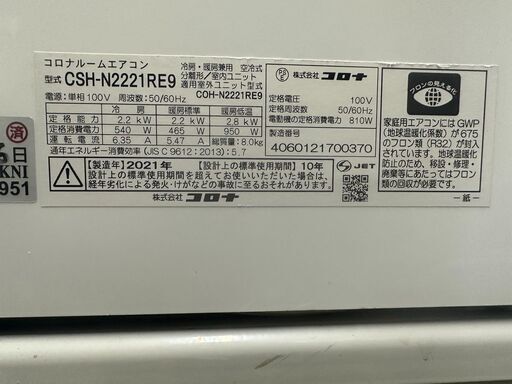 コロナルームエアコン
型式 CSH-N2221RE9
冷房・暖房兼用 空冷式
分離形/室内ユニット
適用室外ユニット型式
COH-N2221RE9
電源:単相100V 周波数:50/60Hz
冷房 暖房標準 暖房低温
定格能力 2.2 kW 2.2 kW 2.8 kW
定格消費電力 540 W 465 W 950 W
運転電流 6.35 A 5.47 A 総質量:8.0kg
通年エネルギー消費効率(JIS C 9612:2013):5.7
株式会社 コロナ
定格電圧 100V
定格周波数 50/60Hz
電動機の定格消費電力 810W
4060121700370
【製造年】2021年 【設計上の標準使用期間】10年
設計上の標準使用期間を超えてお使いいただいた場合は、
経年劣化による発火・けがなどの事故に至るおそれがあります。
株式会社 コロナ
JET
フロンの見える化
家庭用エアコンにはGWP
(地球温暖化係数)が675
のフロン類(R32)が封
入されています。地球温暖化
防止のため、移設・修理・
廃棄等にあたってはフロン
類の回収が必要です。
一紙一
済
6日
KNI
951